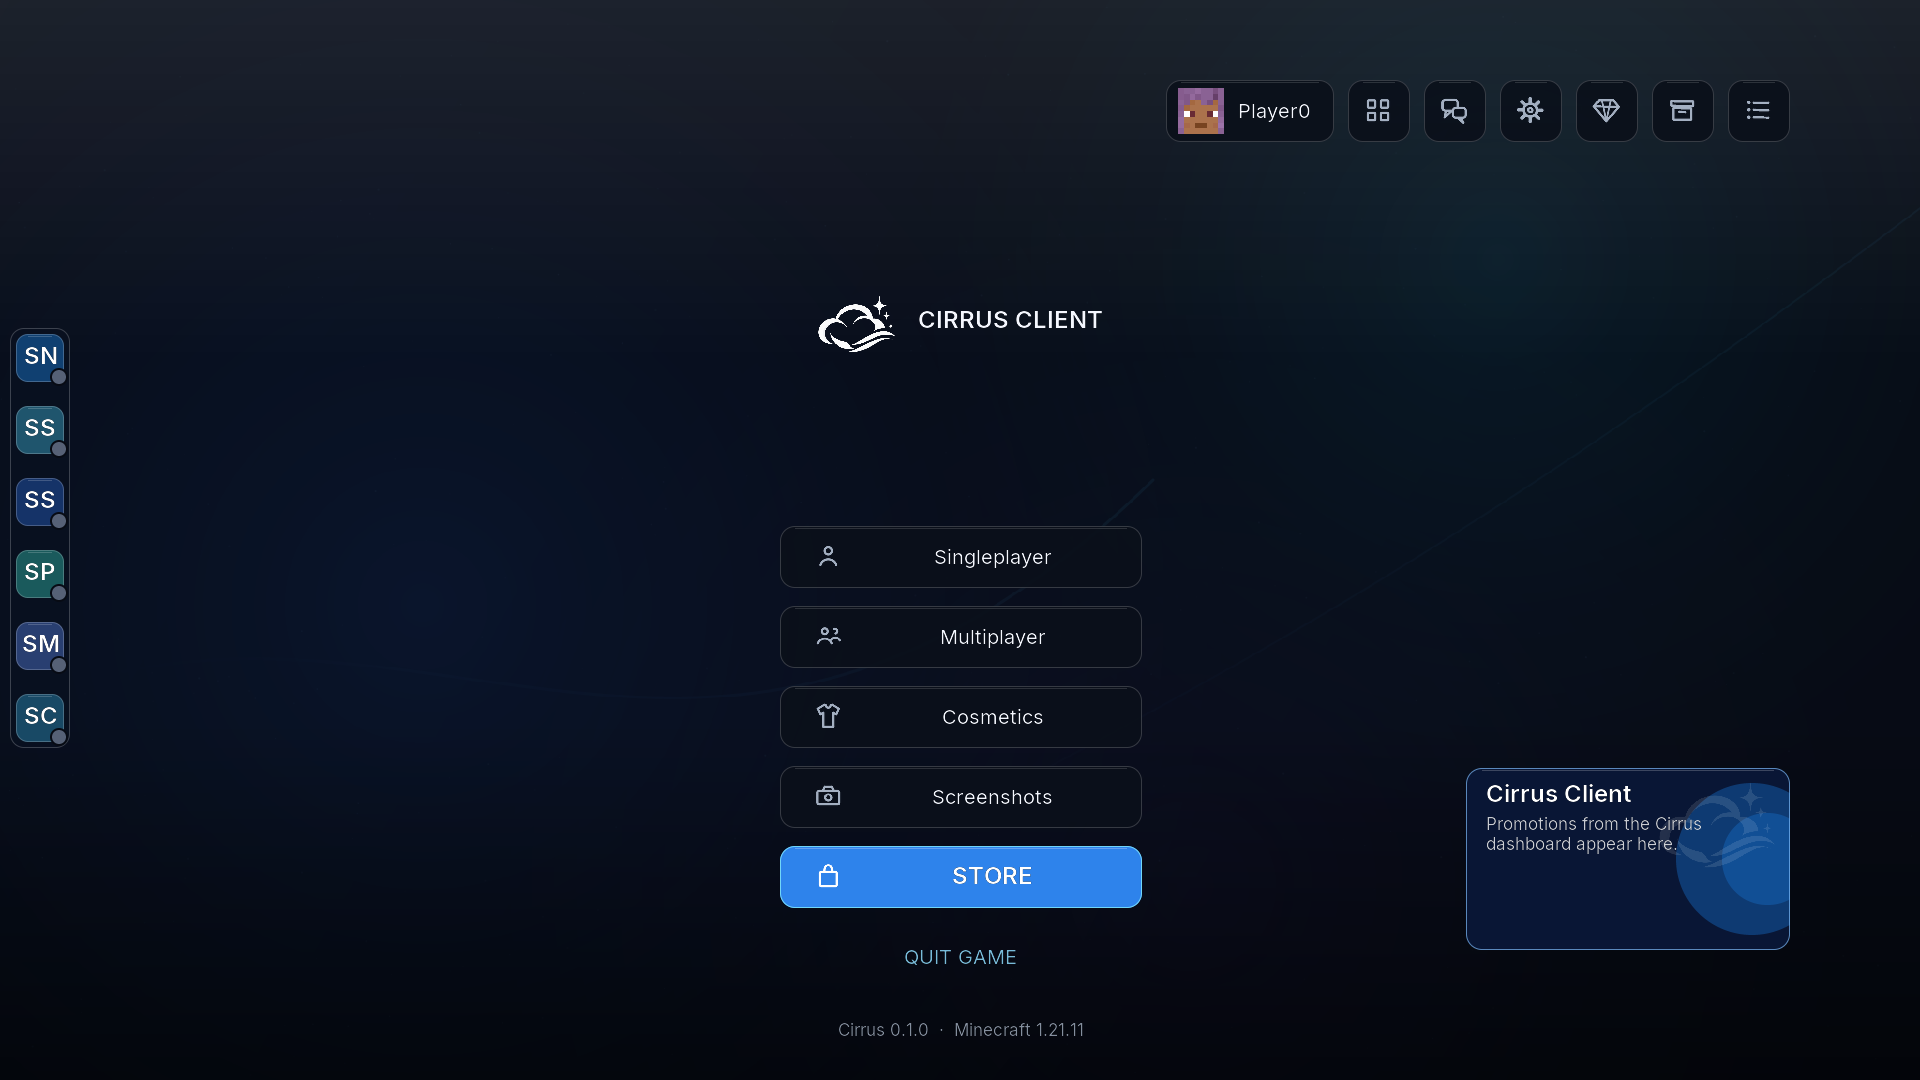 Player0
CIRRUS CLIENT
SN
SS
SS
SP
SM
SC
Singleplayer
Multiplayer
Cosmetics
Screenshots
STORE
QUIT GAME
Cirrus Client
Promotions from the Cirrus
dashboard appear here.
Cirrus 0.1.0 · Minecraft 1.21.11